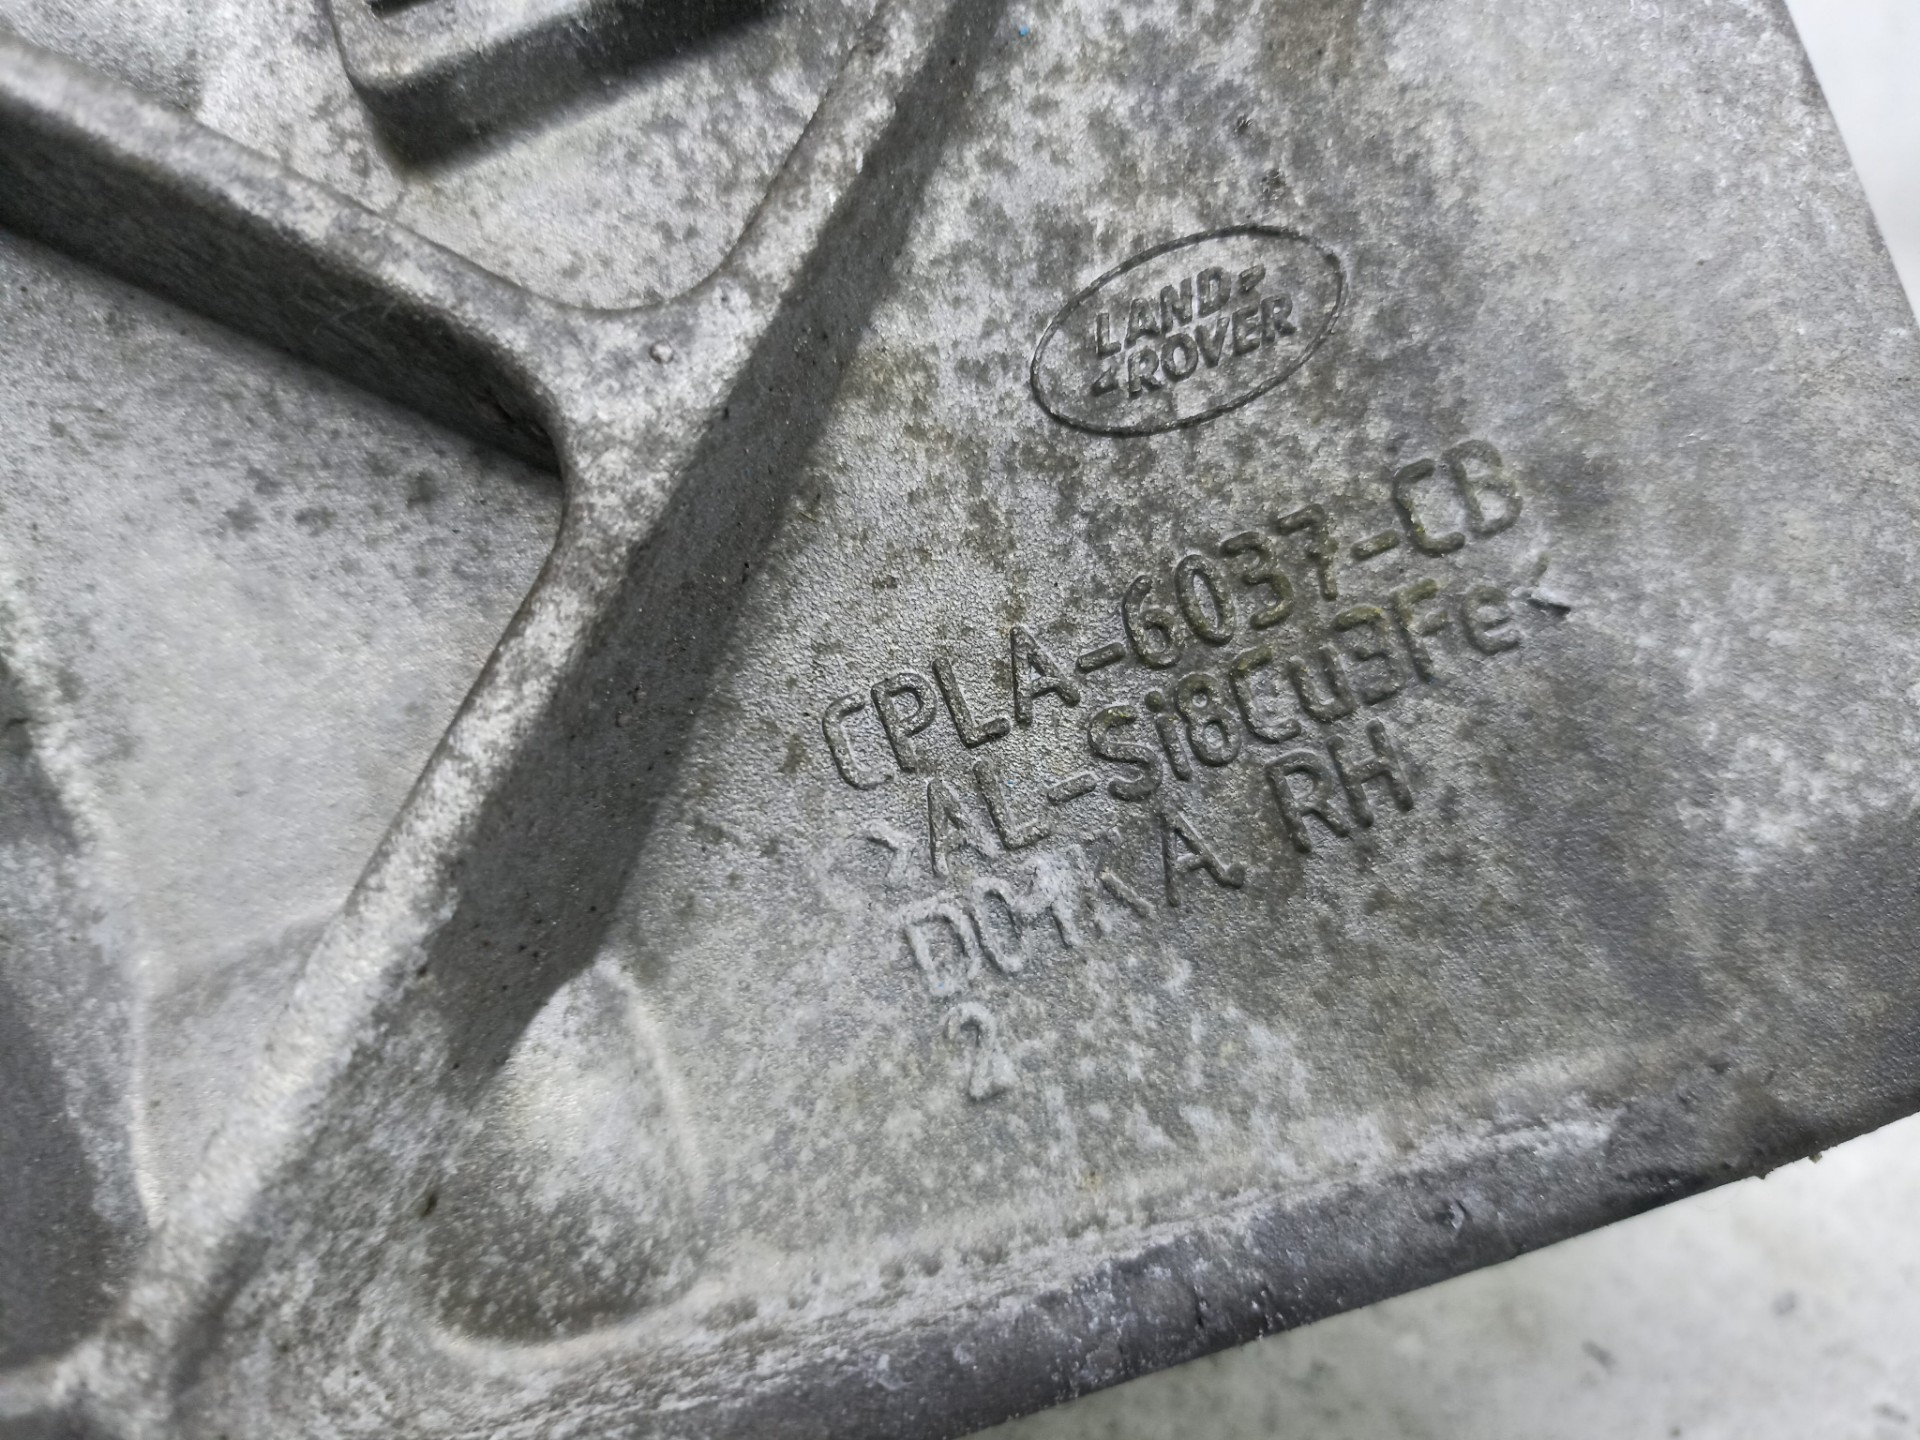 LAND
ROVER
CPLA-6037-CB
>AL-Si8Cu3Fe<
A RH
2